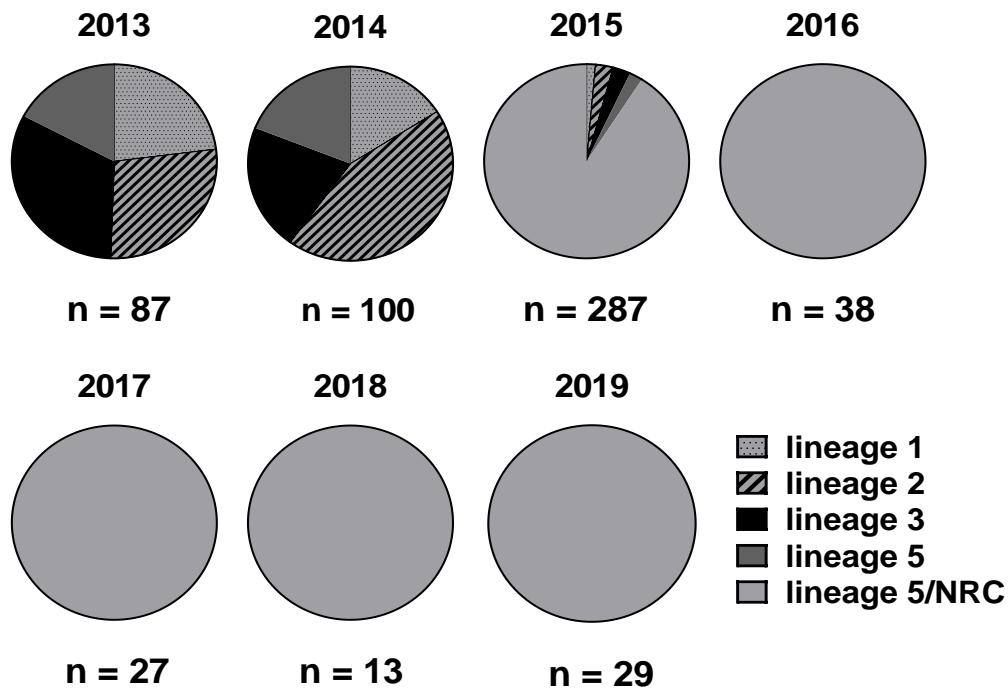 2013
2014
2015
2016
n = 87
n = 100
n = 287
n = 38
2017
2018
2019
lineage 1
lineage 2
lineage 3
lineage 5
lineage 5/NRC
n = 27
n = 13
n = 29